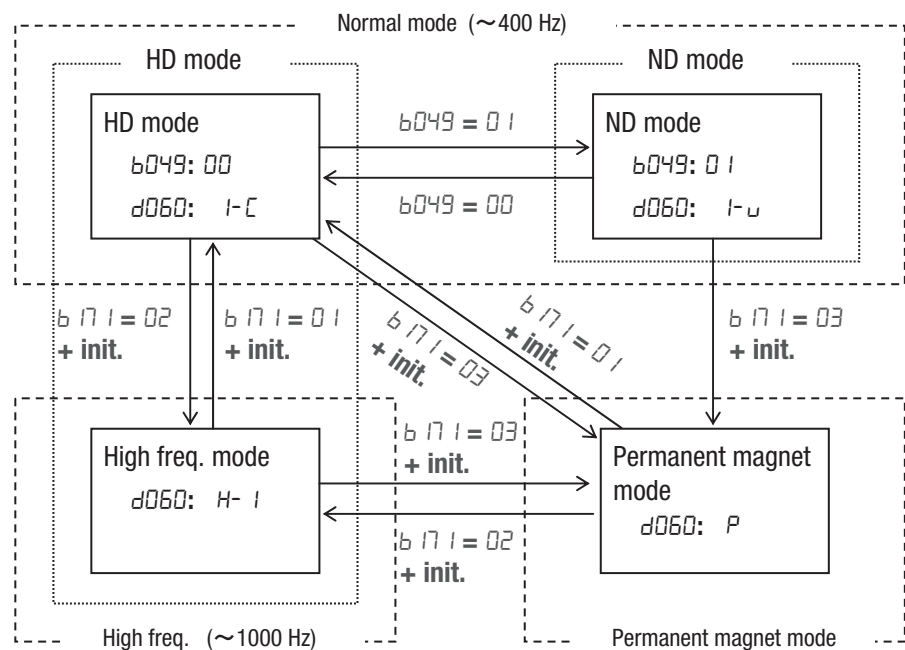 Normal mode (～400 Hz)
HD mode
ND mode
HD mode
b049: 00
d060: I-C
b049 = 01
b049 = 00
ND mode
b049: 01
d060: I-u
b171 = 02
+ init.
b171 = 01
+ init.
b171 = 03
+ init.
b171 = 01
+ init.
b171 = 03
+ init.
High freq. mode
d060: H-I
b171 = 03
+ init.
b171 = 02
+ init.
Permanent magnet
mode
d060: P
High freq. (～1000 Hz)
Permanent magnet mode